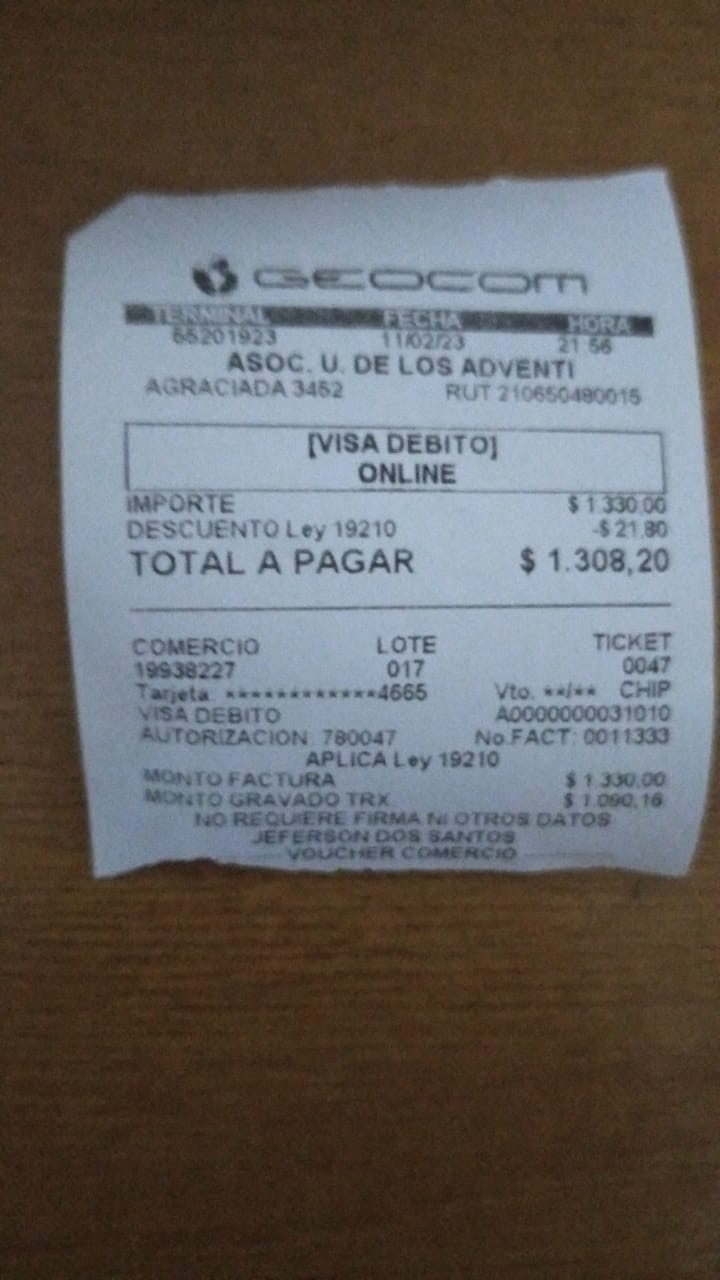 GEOCOM
TERMINAL FECHA HORA
55201923 11/02/23 21 56
ASOC. U. DE LOS ADVENTI
AGRACIADA 3452 RUT 210650480015
[VISA DEBITO]
ONLINE
IMPORTE $ 1.330,00
DESCUENTO Ley 19210 -$ 21,80
TOTAL A PAGAR $ 1.308,20
COMERCIO LOTE TICKET
19938227 017 0047
Tarjeta ************4665 Vto. **/** CHIP
VISA DEBITO A0000000031010
AUTORIZACION 780047 No.FACT: 0011333
APLICA Ley 19210
MONTO FACTURA $ 1.330,00
MONTO GRAVADO TRX $ 1.090,16
NO REQUIERE FIRMA NI OTROS DATOS
JEFERSON DOS SANTOS
VOUCHER COMERCIO